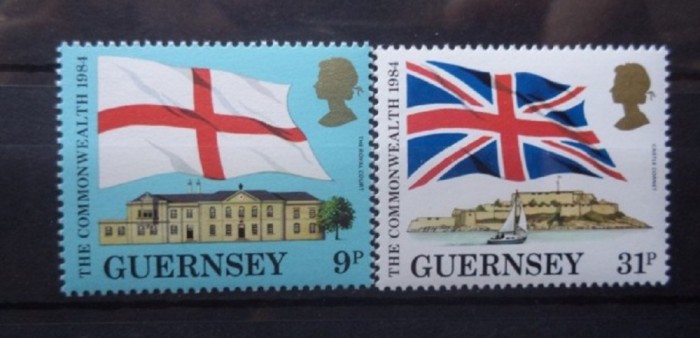 THE COMMONWEALTH 1984
THE ROYAL COURT
GUERNSEY 9P
THE COMMONWEALTH 1984
CASTLE CORNET
GUERNSEY 31P